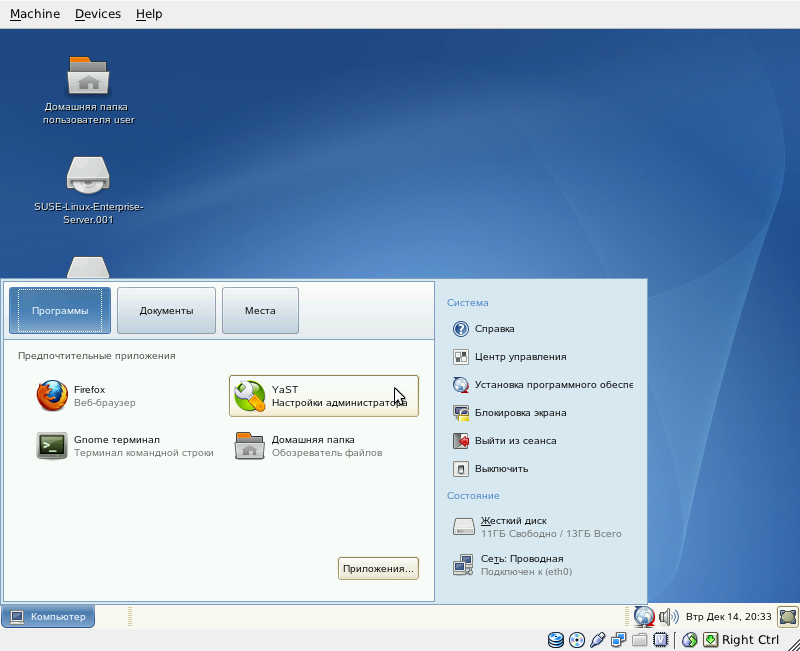 Machine Devices Help
Домашняя папка
пользователя user
SUSE-Linux-Enterprise-
Server.001
Программы
Документы
Места
Предпочтительные приложения
Firefox
Веб-браузер
YaST
Настройки администратора
Gnome терминал
Терминал командной строки
Домашняя папка
Обозреватель файлов
Приложения...
Система
Справка
Центр управления
Установка программного обеспе
Блокировка экрана
Выйти из сеанса
Выключить
Состояние
Жесткий диск
11ГБ Свободно / 13ГБ Всего
Сеть: Проводная
Подключен к (eth0)
Компьютер
Втр Дек 14, 20:33
Right Ctrl